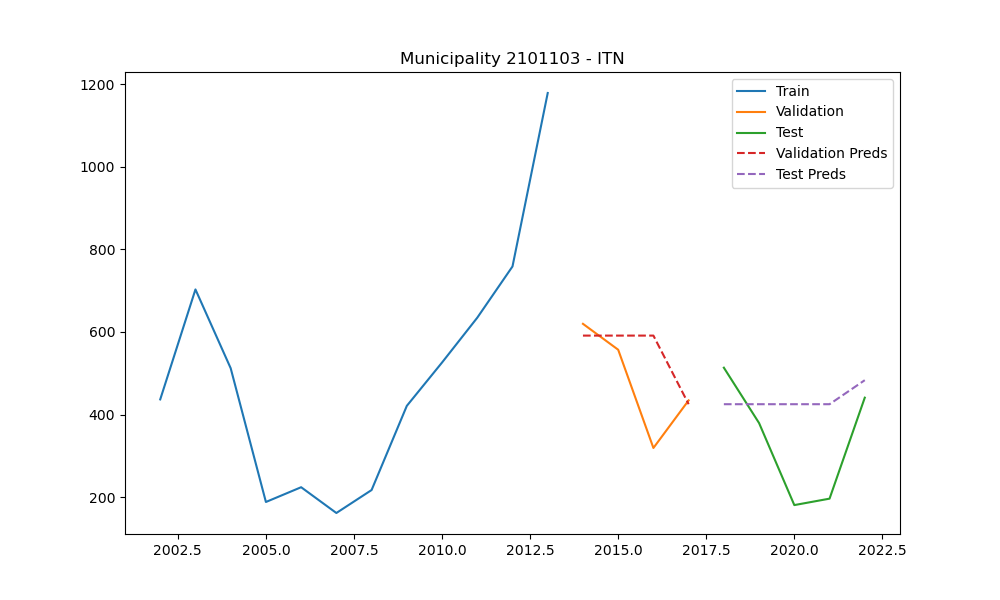 Municipality 2101103 - ITN
1200
1000
800
600
400
200
Train
Validation
Test
Validation Preds
Test Preds
2002.5 2005.0 2007.5 2010.0 2012.5 2015.0 2017.5 2020.0 2022.5